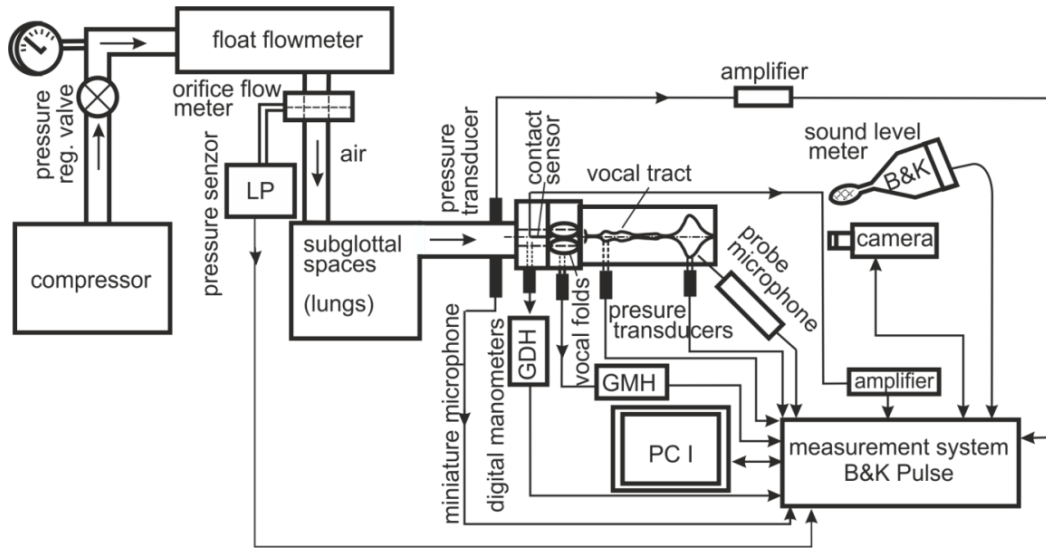 float flowmeter
amplifier
orifice flow
meter
pressure
reg. valve
pressure senzor
LP
air
pressure
transducer
contact
sensor
vocal tract
sound level
meter
B&K
camera
compressor
subglottal
spaces
(lungs)
probe
microphone
presure
transducers
vocal folds
miniature microphone
digital manometers
GDH
GMH
amplifier
PC I
measurement system
B&K Pulse